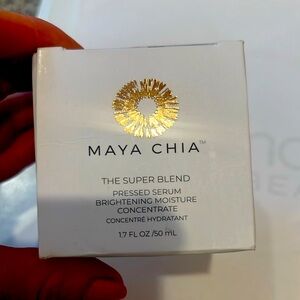 MAYA CHIA™
THE SUPER BLEND
PRESSED SERUM
BRIGHTENING MOISTURE
CONCENTRATE
CONCENTRÉ HYDRATANT
1.7 FL OZ / 50 mL